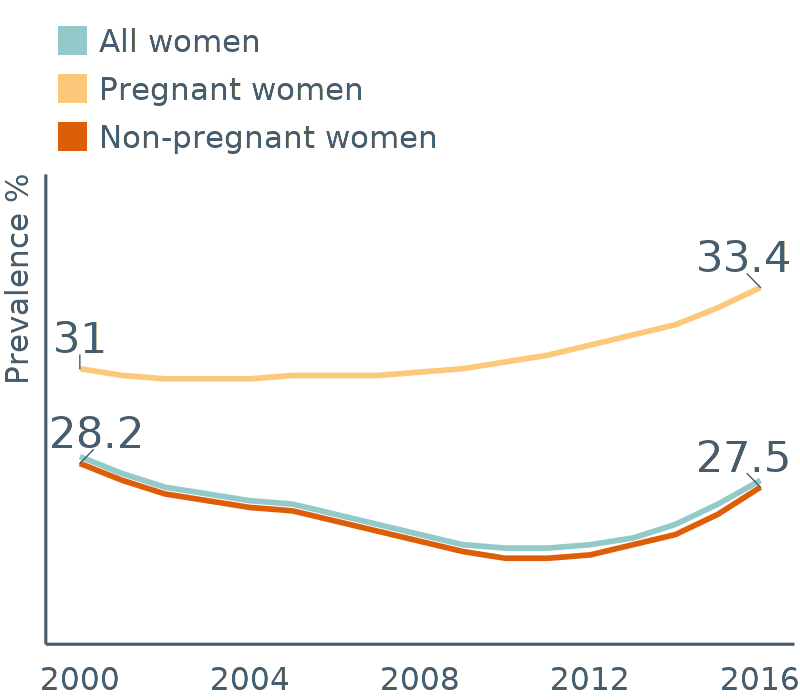 All women
Pregnant women
Non-pregnant women
Prevalence %
33.4
31
28.2
27.5
2000 2004 2008 2012 2016